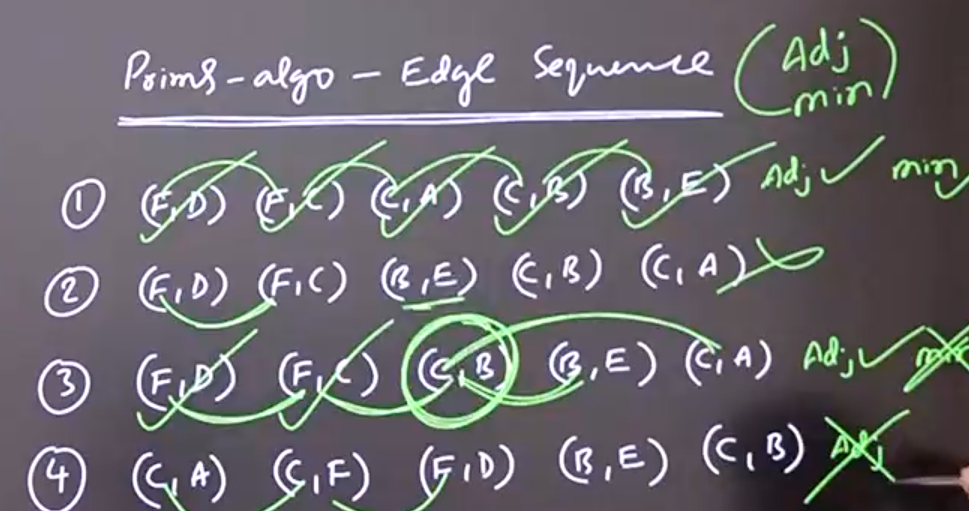 Prims-algo - Edge Sequence (Adj min)
① (F,D) (F,C) (C,A) (C,B) (B,E) Adj ✓ min ✓
② (F,D) (F,C) (B,E) (C,B) (C,A)
③ (F,D) (F,C) (C,B) (B,E) (C,A) Adj ✓ min
④ (C,A) (C,F) (F,D) (B,E) (C,B) Adj